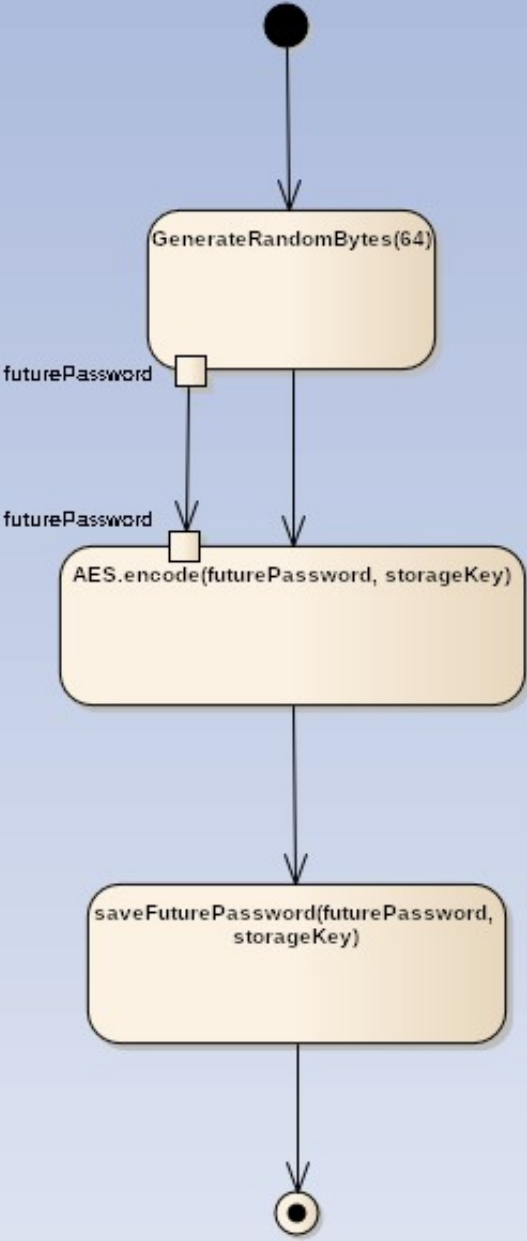 GenerateRandomBytes(64)
futurePassword
futurePassword
AES.encode(futurePassword, storageKey)
saveFuturePassword(futurePassword,
storageKey)